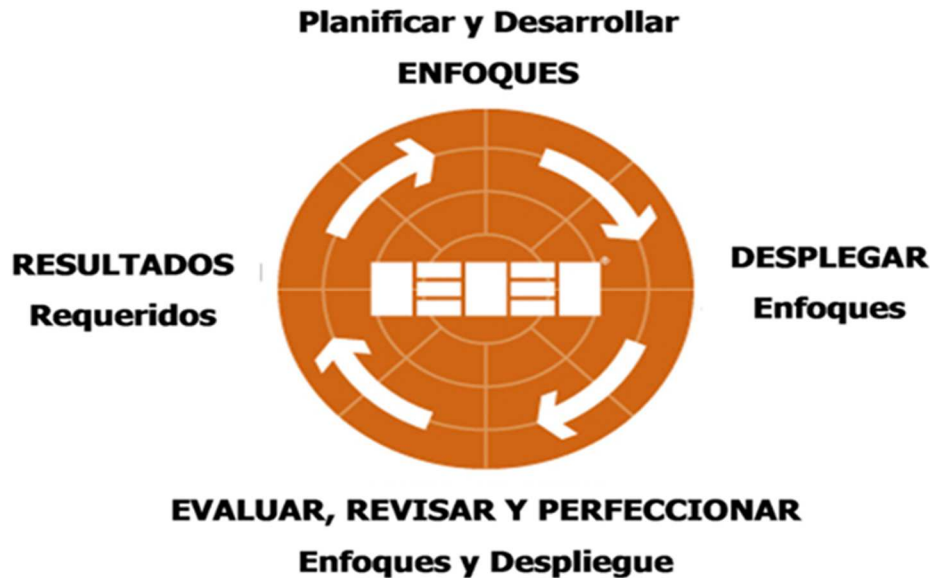 Planificar y Desarrollar
ENFOQUES
RESULTADOS
Requeridos
DESPLEGAR
Enfoques
®
EVALUAR, REVISAR Y PERFECCIONAR
Enfoques y Despliegue